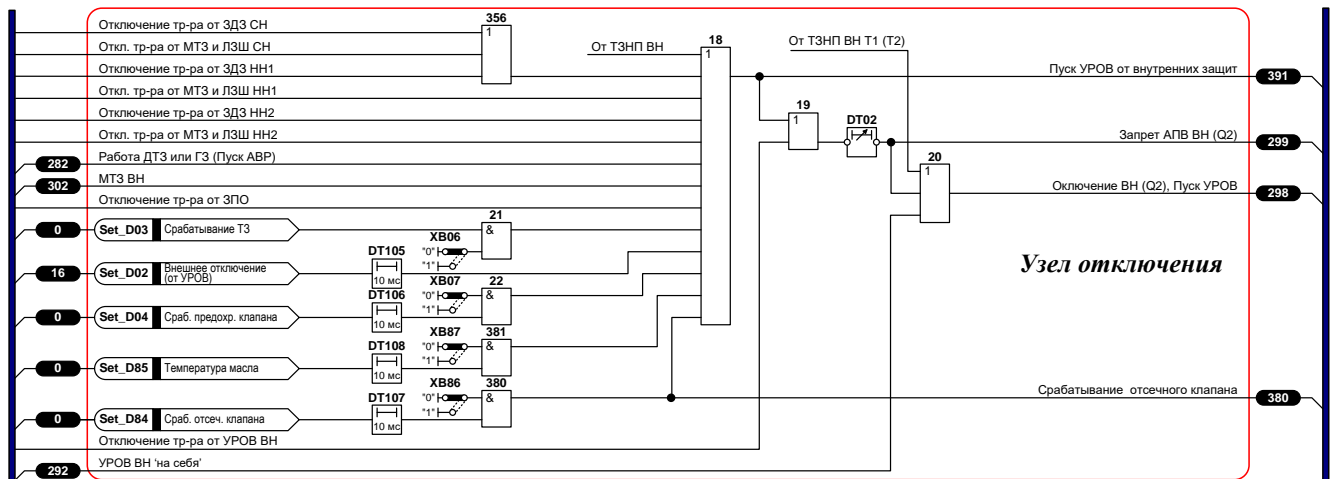 356
Отключение тр-ра от ЗДЗ СН
1
Откл. тр-ра от МТЗ и ЛЗШ СН
Отключение тр-ра от ЗДЗ НН1
Откл. тр-ра от МТЗ и ЛЗШ НН1
Отключение тр-ра от ЗДЗ НН2
Откл. тр-ра от МТЗ и ЛЗШ НН2
282
Работа ДТЗ или ГЗ (Пуск АВР)
302
МТЗ ВН
Отключение тр-ра от ЗПО
От ТЗНП ВН
18
1
От ТЗНП ВН Т1 (Т2)
Пуск УРОВ от внутренних защит
391
19
1
DT02
Запрет АПВ ВН (Q2)
299
20
1
Оключение ВН (Q2), Пуск УРОВ
298
0
Set_D03
Срабатывание ТЗ
21
&
XB06
"0"
"1"
16
Set_D02
Внешнее отключение
(от УРОВ)
DT105
10 мс
XB07
"0"
"1"
22
&
0
Set_D04
Сраб. предохр. клапана
DT106
10 мс
XB87
"0"
"1"
381
&
0
Set_D85
Температура масла
DT108
10 мс
XB86
"0"
"1"
380
&
0
Set_D84
Сраб. отсеч. клапана
DT107
10 мс
Узел отключения
Срабатывание отсечного клапана
380
Отключение тр-ра от УРОВ ВН
292
УРОВ ВН 'на себя'